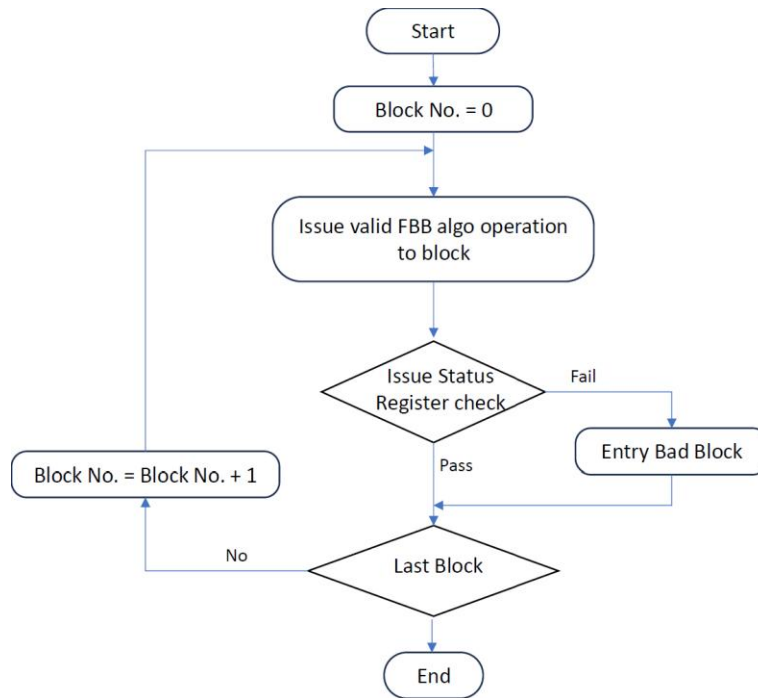 Start
Block No. = 0
Issue valid FBB algo operation
to block
Issue Status
Register check
Fail
Entry Bad Block
Pass
Block No. = Block No. + 1
No
Last Block
End